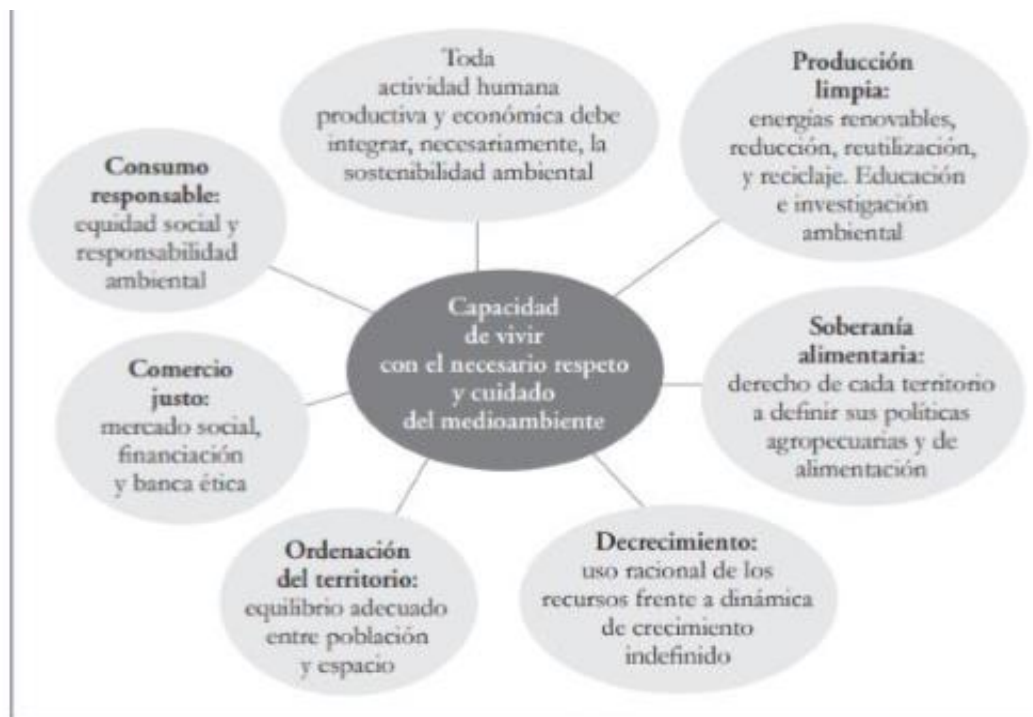 Toda
actividad humana
productiva y económica debe
integrar, necesariamente, la
sostenibilidad ambiental
Producción
limpia:
energías renovables,
reducción, reutilización,
y reciclaje. Educación
e investigación
ambiental
Consumo
responsable:
equidad social y
responsabilidad
ambiental
Capacidad
de vivir
con el necesario respeto
y cuidado
del medioambiente
Soberanía
alimentaria:
derecho de cada territorio
a definir sus políticas
agropecuarias y de
alimentación
Comercio
justo:
mercado social,
financiación
y banca ética
Ordenación
del territorio:
equilibrio adecuado
entre población
y espacio
Decrecimiento:
uso racional de los
recursos frente a dinámica
de crecimiento
indefinido